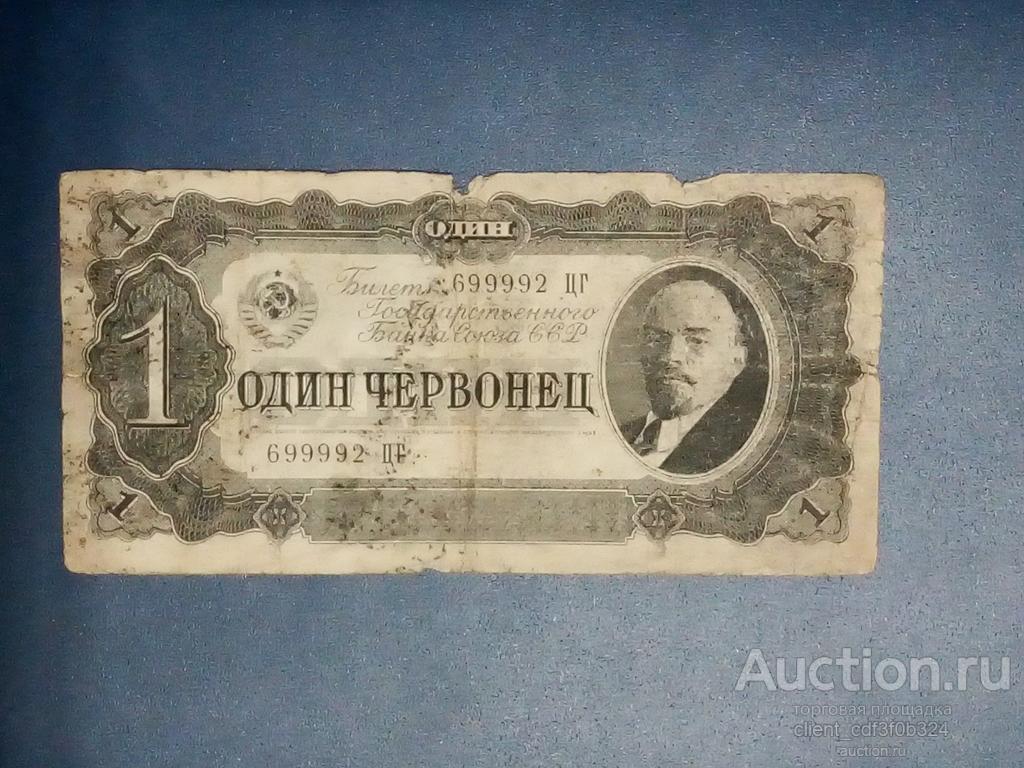 1
1
ОДИН
Билетъ 699992 ЦГ
Государственного
Банка Союза ССР
1
ОДИН ЧЕРВОНЕЦ
699992 ЦГ
1
1
Auction.ru
торговая площадка
client_cdf3f0b324
auction.ru